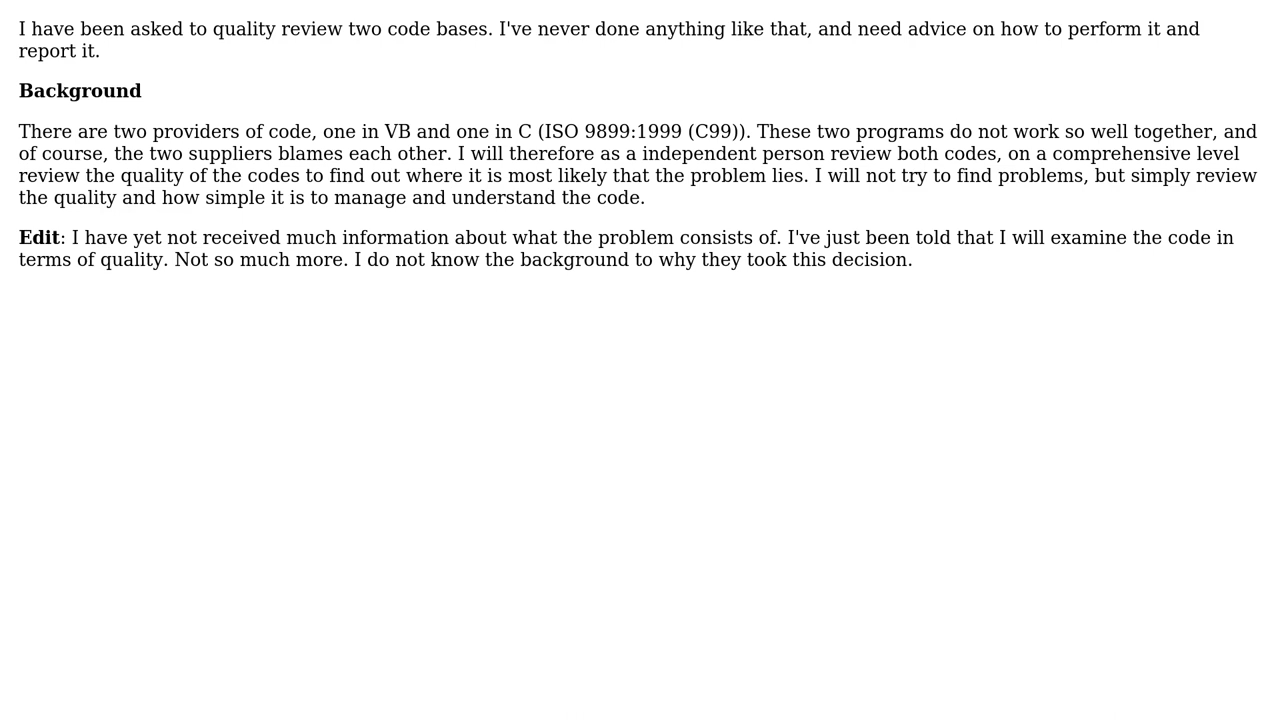 I have been asked to quality review two code bases. I've never done anything like that, and need advice on how to perform it and
report it.
Background
There are two providers of code, one in VB and one in C (ISO 9899:1999 (C99)). These two programs do not work so well together, and
of course, the two suppliers blames each other. I will therefore as a independent person review both codes, on a comprehensive level
review the quality of the codes to find out where it is most likely that the problem lies. I will not try to find problems, but simply review
the quality and how simple it is to manage and understand the code.
Edit: I have yet not received much information about what the problem consists of. I've just been told that I will examine the code in
terms of quality. Not so much more. I do not know the background to why they took this decision.